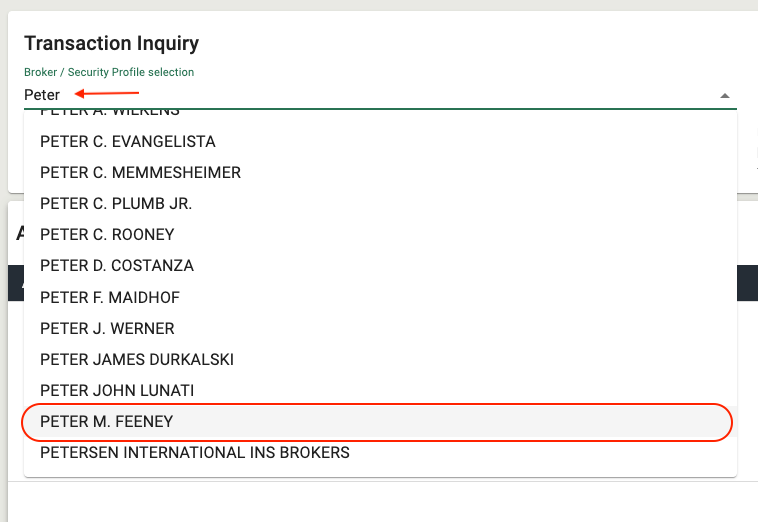 Transaction Inquiry
Broker / Security Profile selection
Peter
PETER A. WILKENS
PETER C. EVANGELISTA
PETER C. MEMMESHEIMER
PETER C. PLUMB JR.
PETER C. ROONEY
PETER D. COSTANZA
PETER F. MAIDHOF
PETER J. WERNER
PETER JAMES DURKALSKI
PETER JOHN LUNATI
PETER M. FEENEY
PETERSEN INTERNATIONAL INS BROKERS